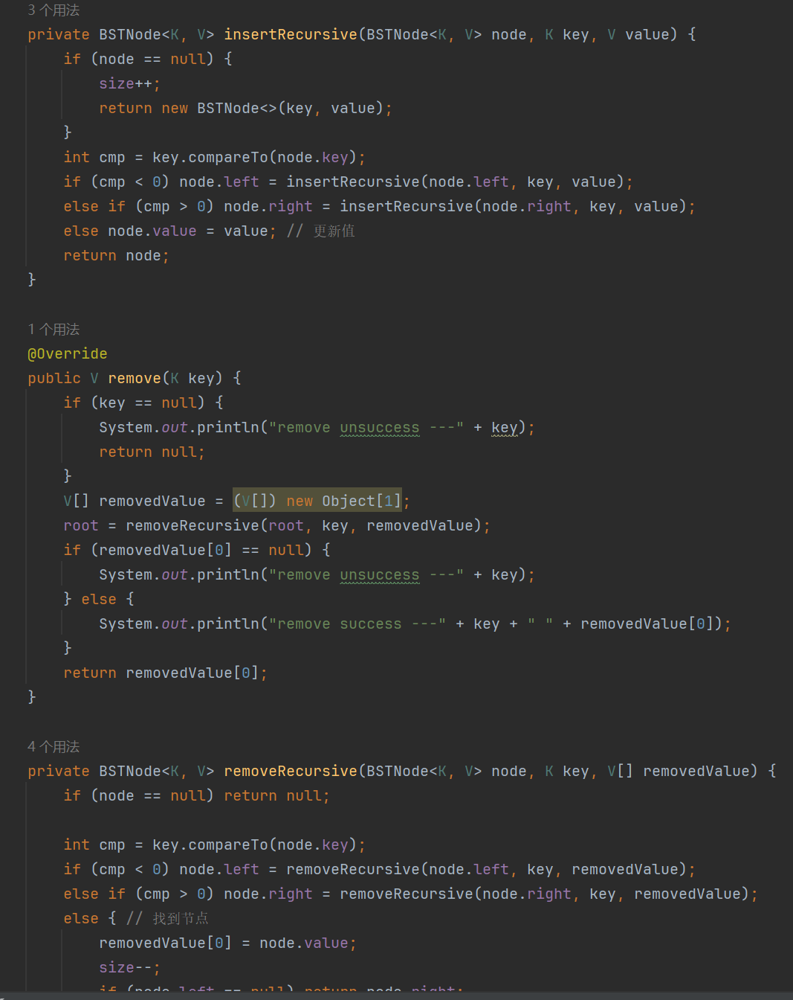 3 个用法
private BSTNode<K, V> insertRecursive(BSTNode<K, V> node, K key, V value) {
if (node == null) {
size++;
return new BSTNode<>(key, value);
}
int cmp = key.compareTo(node.key);
if (cmp < 0) node.left = insertRecursive(node.left, key, value);
else if (cmp > 0) node.right = insertRecursive(node.right, key, value);
else node.value = value; // 更新值
return node;
}
1 个用法
@Override
public V remove(K key) {
if (key == null) {
System.out.println("remove unsuccess ---" + key);
return null;
}
V[] removedValue = (V[]) new Object[1];
root = removeRecursive(root, key, removedValue);
if (removedValue[0] == null) {
System.out.println("remove unsuccess ---" + key);
} else {
System.out.println("remove success ---" + key + " " + removedValue[0]);
}
return removedValue[0];
}
4 个用法
private BSTNode<K, V> removeRecursive(BSTNode<K, V> node, K key, V[] removedValue) {
if (node == null) return null;
int cmp = key.compareTo(node.key);
if (cmp < 0) node.left = removeRecursive(node.left, key, removedValue);
else if (cmp > 0) node.right = removeRecursive(node.right, key, removedValue);
else { // 找到节点
removedValue[0] = node.value;
size--;
if (node.left == null) return node.right;